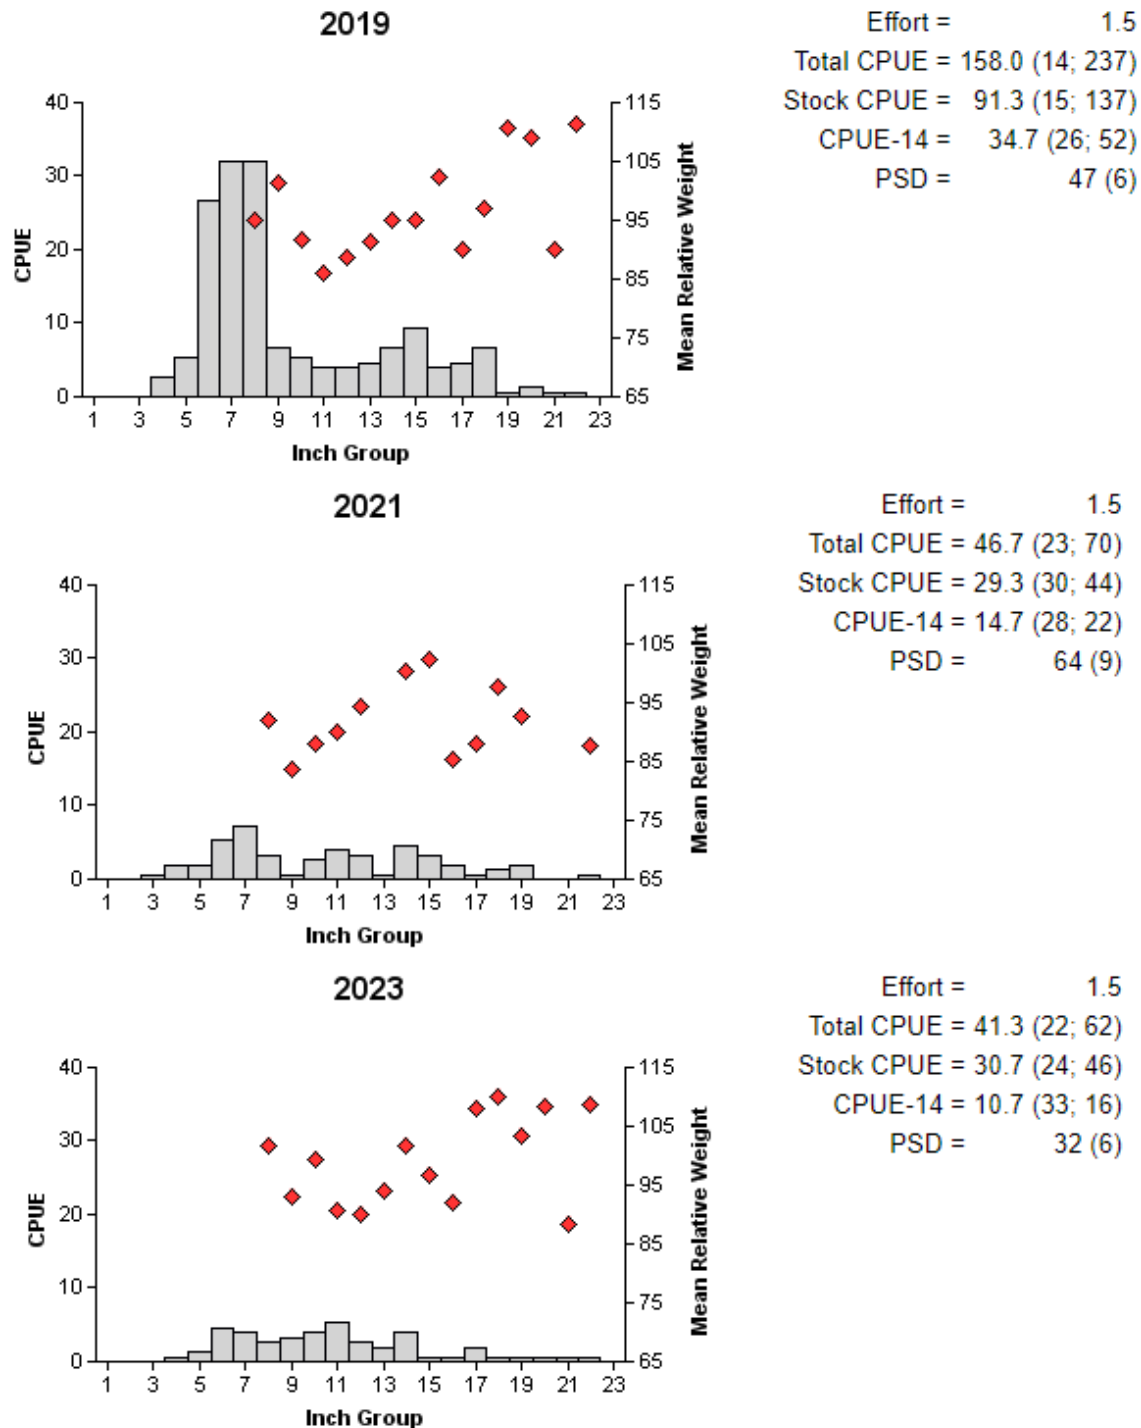 2019
Effort = 1.5
Total CPUE = 158.0 (14; 237)
Stock CPUE = 91.3 (15; 137)
CPUE-14 = 34.7 (26; 52)
PSD = 47 (6)
40
30
20
10
0
CPUE
115
105
95
85
75
65
Mean Relative Weight
1 3 5 7 9 11 13 15 17 19 21 23
Inch Group
2021
Effort = 1.5
Total CPUE = 46.7 (23; 70)
Stock CPUE = 29.3 (30; 44)
CPUE-14 = 14.7 (28; 22)
PSD = 64 (9)
40
30
20
10
0
CPUE
115
105
95
85
75
65
Mean Relative Weight
1 3 5 7 9 11 13 15 17 19 21 23
Inch Group
2023
Effort = 1.5
Total CPUE = 41.3 (22; 62)
Stock CPUE = 30.7 (24; 46)
CPUE-14 = 10.7 (33; 16)
PSD = 32 (6)
40
30
20
10
0
CPUE
115
105
95
85
75
65
Mean Relative Weight
1 3 5 7 9 11 13 15 17 19 21 23
Inch Group